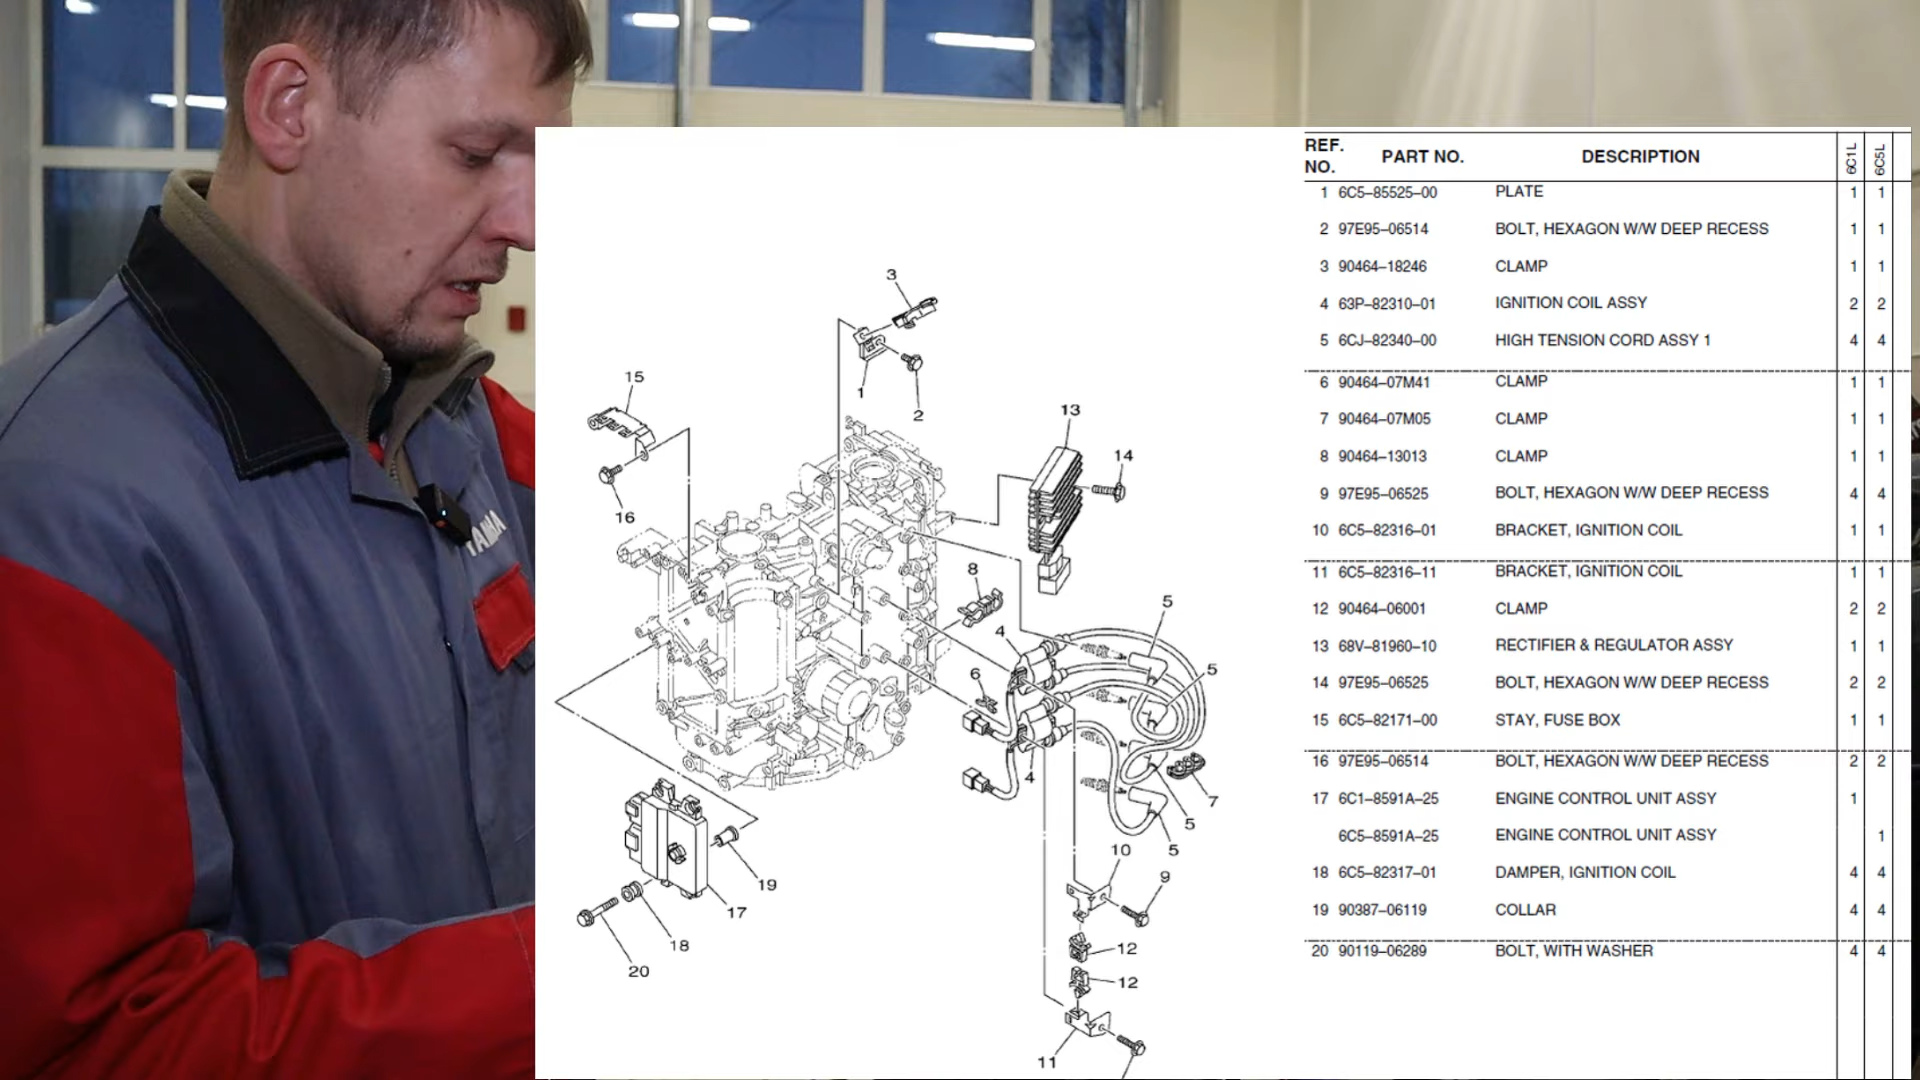 REF. NO. PART NO. DESCRIPTION 6C1L 6C5L
1 6C5–85525–00 PLATE 1 1
2 97E95–06514 BOLT, HEXAGON W/W DEEP RECESS 1 1
3 90464–18246 CLAMP 1 1
4 63P–82310–01 IGNITION COIL ASSY 2 2
5 6CJ–82340–00 HIGH TENSION CORD ASSY 1 4 4
6 90464–07M41 CLAMP 1 1
7 90464–07M05 CLAMP 1 1
8 90464–13013 CLAMP 1 1
9 97E95–06525 BOLT, HEXAGON W/W DEEP RECESS 4 4
10 6C5–82316–01 BRACKET, IGNITION COIL 1 1
11 6C5–82316–11 BRACKET, IGNITION COIL 1 1
12 90464–06001 CLAMP 2 2
13 68V–81960–10 RECTIFIER & REGULATOR ASSY 1 1
14 97E95–06525 BOLT, HEXAGON W/W DEEP RECESS 2 2
15 6C5–82171–00 STAY, FUSE BOX 1 1
16 97E95–06514 BOLT, HEXAGON W/W DEEP RECESS 2 2
17 6C1–8591A–25 ENGINE CONTROL UNIT ASSY 1
6C5–8591A–25 ENGINE CONTROL UNIT ASSY 1
18 6C5–82317–01 DAMPER, IGNITION COIL 4 4
19 90387–06119 COLLAR 4 4
20 90119–06289 BOLT, WITH WASHER 4 4
3
15
1
2
13
14
16
8
5
4
5
6
4
7
5
5
10
9
19
17
18
12
20
12
11
YAMAHA